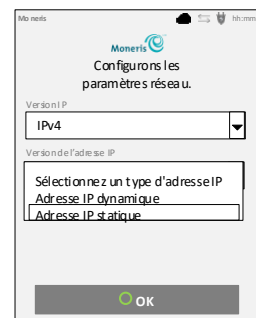 Moneris hh:mm
Moneris
Configurons les
paramètres réseau.
Version IP
IPv4
Version de l'adresse IP
Sélectionnez un type d'adresse IP
Adresse IP dynamique
Adresse IP statique
OK